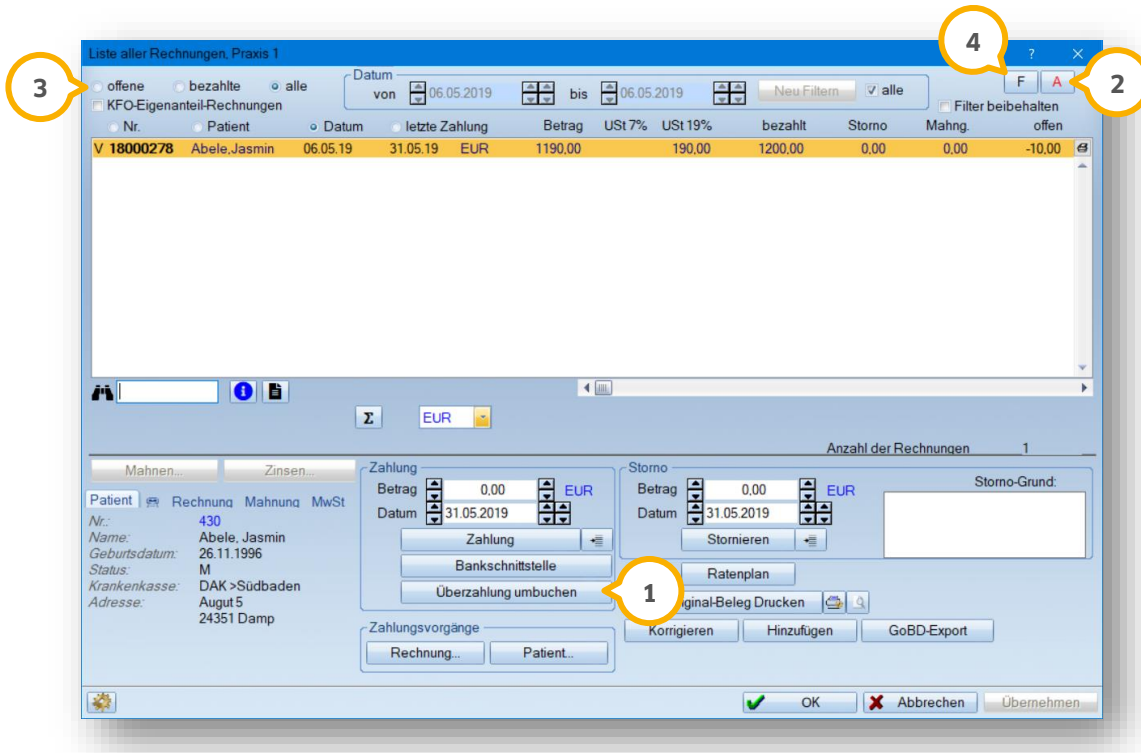 4
Liste aller Rechnungen, Praxis 1 ?
3 offene bezahlte alle Datum F A 2
von 06.05.2019 bis 06.05.2019 Neu Filtern alle
KFO-Eigenanteil-Rechnungen Filter beibehalten
Nr. Patient Datum letzte Zahlung Betrag USt 7% USt 19% bezahlt Storno Mahng. offen
V 18000278 Abele,Jasmin 06.05.19 31.05.19 EUR 1190,00 190,00 1200,00 0,00 0,00 -10,00
Σ EUR
Anzahl der Rechnungen 1
Mahnen... Zinsen... Zahlung Storno
Betrag 0,00 EUR Betrag 0,00 EUR Storno-Grund:
Patient Rechnung Mahnung MwSt
Datum 31.05.2019 Datum 31.05.2019
Nr.: 430
Name: Abele, Jasmin Zahlung Stornieren
Geburtsdatum: 26.11.1996
Status: M Bankschnittstelle Ratenplan
Krankenkasse: DAK >Südbaden Überzahlung umbuchen 1
Adresse: Augut 5 ginal-Beleg Drucken
24351 Damp
Zahlungsvorgänge Korrigieren Hinzufügen GoBD-Export
Rechnung... Patient...
OK Abbrechen Übernehmen